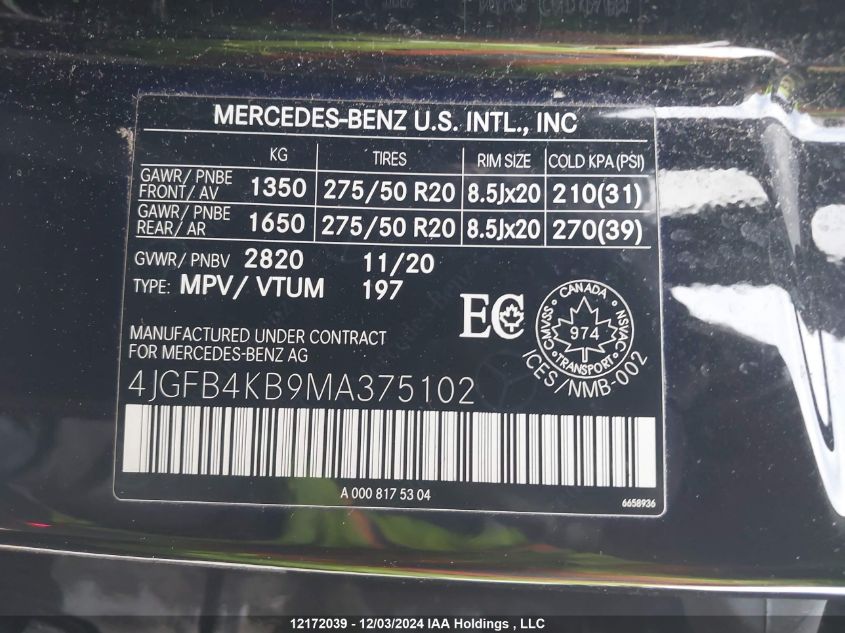 MERCEDES-BENZ U.S. INTL., INC
KG TIRES RIM SIZE COLD KPA(PSI)
GAWR/PNBE FRONT/AV 1350 275/50 R20 8.5Jx20 210(31)
GAWR/PNBE REAR/AR 1650 275/50 R20 8.5Jx20 270(39)
GVWR/PNBV 2820 11/20
TYPE: MPV/VTUM 197
EC
CANADA
CMVSS NSVAC
974
TRANSPORT
ICES/NMB-002
MANUFACTURED UNDER CONTRACT
FOR MERCEDES-BENZ AG
4JGFB4KB9MA375102
A 000 817 53 04
6658936
12172039 - 12/03/2024 IAA Holdings , LLC